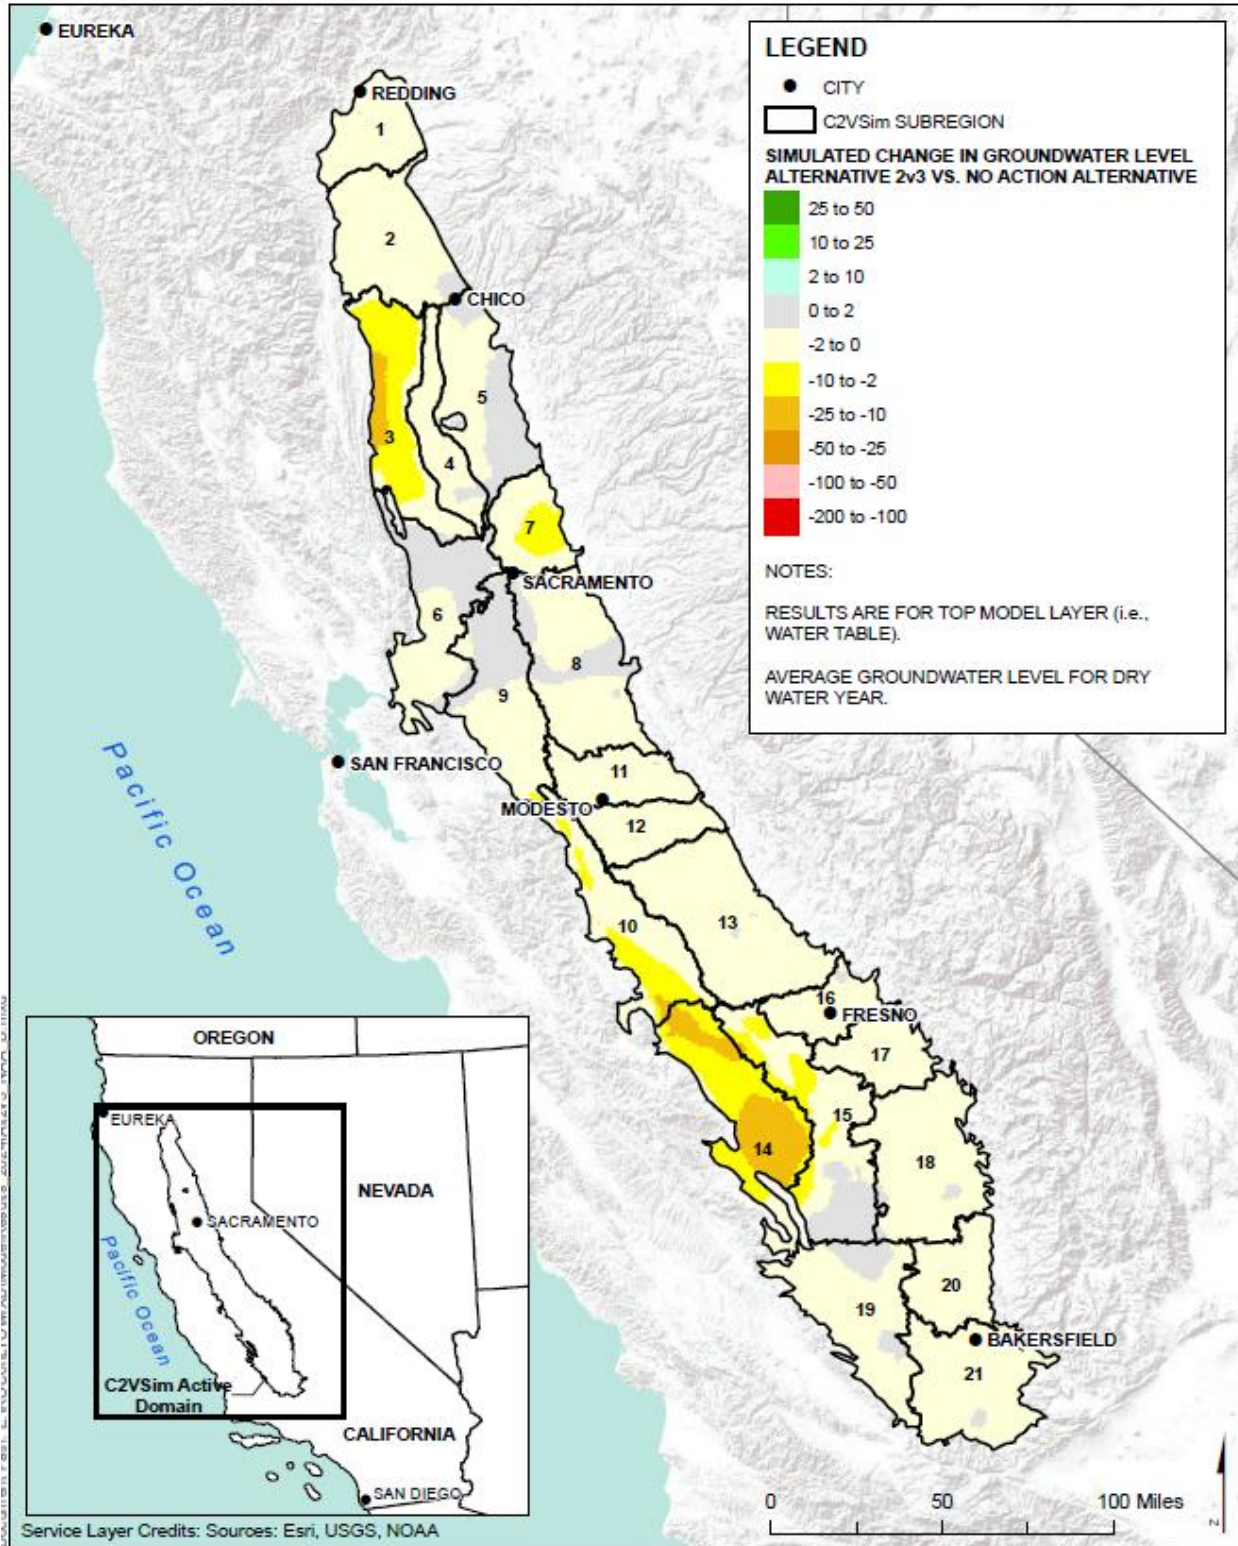 EUREKA
REDDING
1
2
CHICO
3
4
5
7
SACRAMENTO
6
8
9
SAN FRANCISCO
11
MODESTO
12
10
13
16
FRESNO
17
15
14
18
20
19
BAKERSFIELD
21
Pacific Ocean
LEGEND
CITY
C2VSim SUBREGION
SIMULATED CHANGE IN GROUNDWATER LEVEL
ALTERNATIVE 2v3 VS. NO ACTION ALTERNATIVE
25 to 50
10 to 25
2 to 10
0 to 2
-2 to 0
-10 to -2
-25 to -10
-50 to -25
-100 to -50
-200 to -100
NOTES:
RESULTS ARE FOR TOP MODEL LAYER (i.e.,
WATER TABLE).
AVERAGE GROUNDWATER LEVEL FOR DRY
WATER YEAR.
OREGON
EUREKA
NEVADA
SACRAMENTO
Pacific Ocean
C2VSim Active
Domain
CALIFORNIA
SAN DIEGO
0 50 100 Miles
Z
Service Layer Credits: Sources: Esri, USGS, NOAA